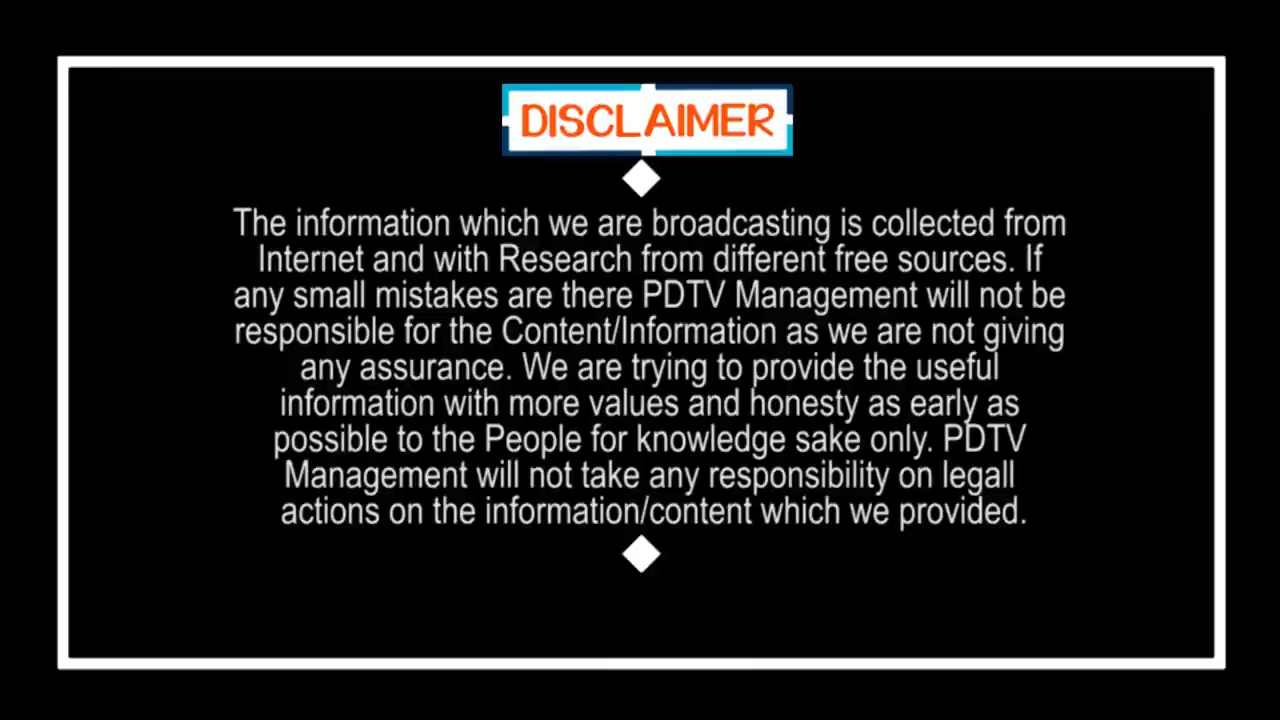 DISCLAIMER
The information which we are broadcasting is collected from
Internet and with Research from different free sources. If
any small mistakes are there PDTV Management will not be
responsible for the Content/Information as we are not giving
any assurance. We are trying to provide the useful
information with more values and honesty as early as
possible to the People for knowledge sake only. PDTV
Management will not take any responsibility on legall
actions on the information/content which we provided.